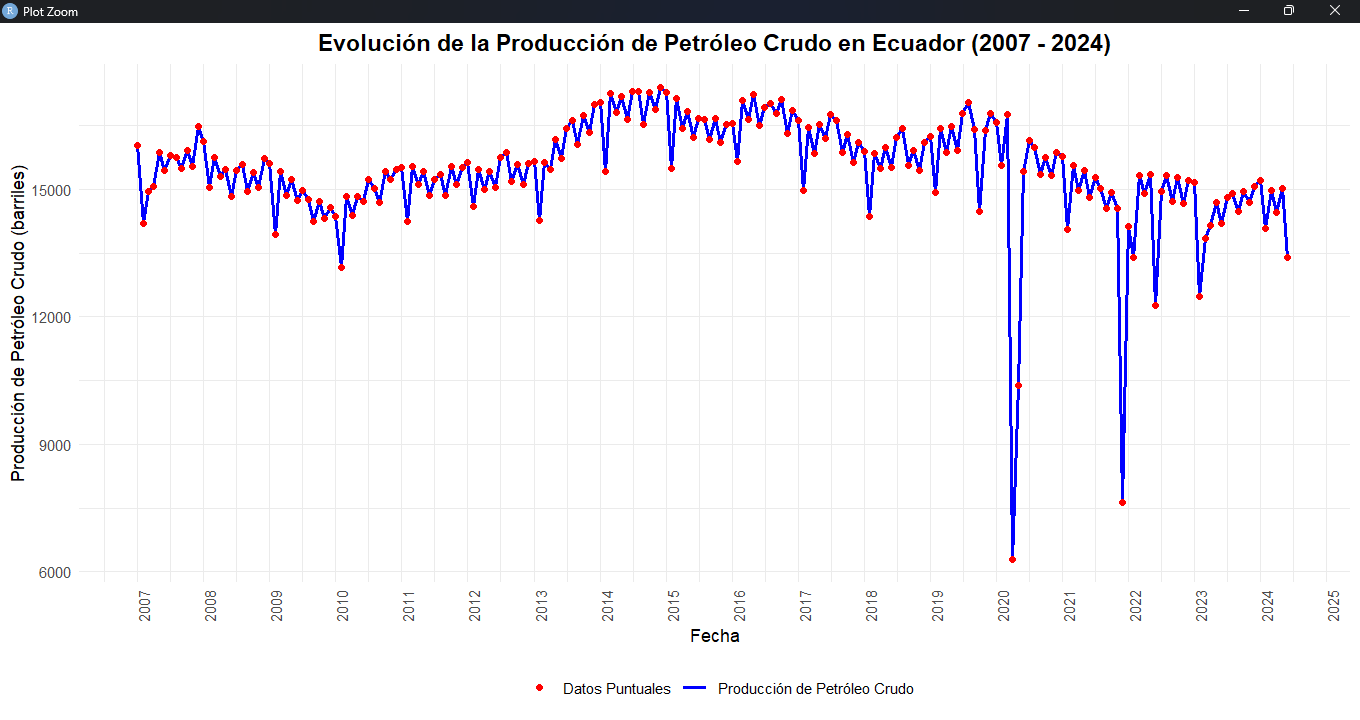 R Plot Zoom
Evolución de la Producción de Petróleo Crudo en Ecuador (2007 - 2024)
Producción de Petróleo Crudo (barriles)
15000
12000
9000
6000
2007 2008 2009 2010 2011 2012 2013 2014 2015 2016 2017 2018 2019 2020 2021 2022 2023 2024 2025
Fecha
Datos Puntuales Producción de Petróleo Crudo